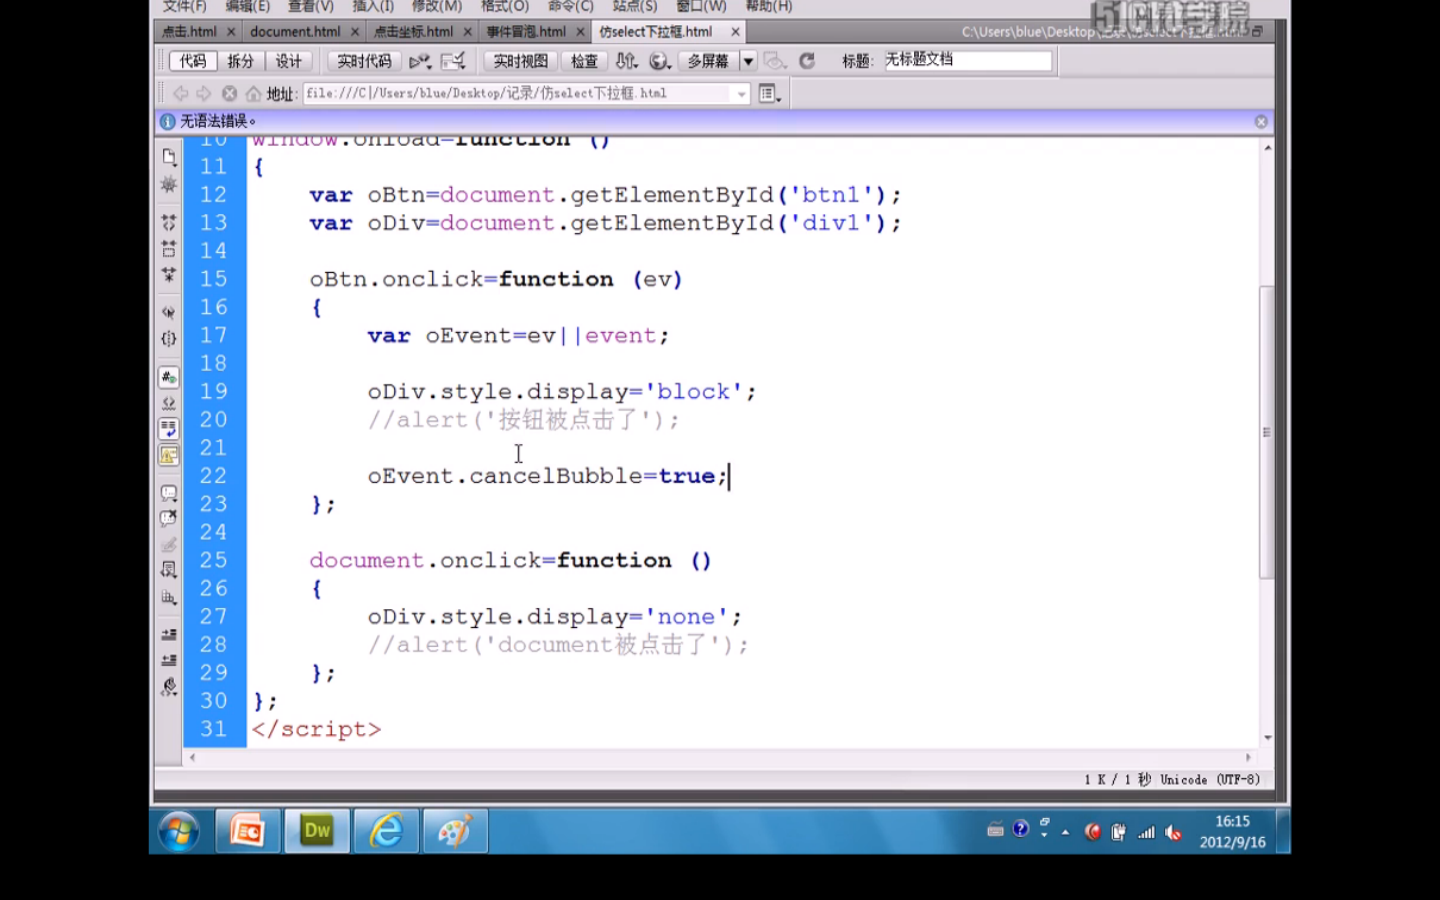 文件(F) 编辑(E) 查看(V) 插入(I) 修改(M) 格式(O) 命令(C) 站点(S) 窗口(W) 帮助(H)
点击.html × document.html × 点击坐标.html × 事件冒泡.html × 仿select下拉框.html × C:\Users\blue\Desktop\
代码 拆分 设计 实时代码 实时视图 检查 多屏幕 标题: 无标题文档
地址: file:///C|/Users/blue/Desktop/记录/仿select下拉框.html
无语法错误。
10 window.onload=function ()
11 {
12 var oBtn=document.getElementById('btn1');
13 var oDiv=document.getElementById('div1');
14
15 oBtn.onclick=function (ev)
16 {
17 var oEvent=ev||event;
18
19 oDiv.style.display='block';
20 //alert('按钮被点击了');
21
22 oEvent.cancelBubble=true;
23 };
24
25 document.onclick=function ()
26 {
27 oDiv.style.display='none';
28 //alert('document被点击了');
29 };
30 };
31 </script>
1 K / 1 秒 Unicode (UTF-8)
Dw
16:15
2012/9/16